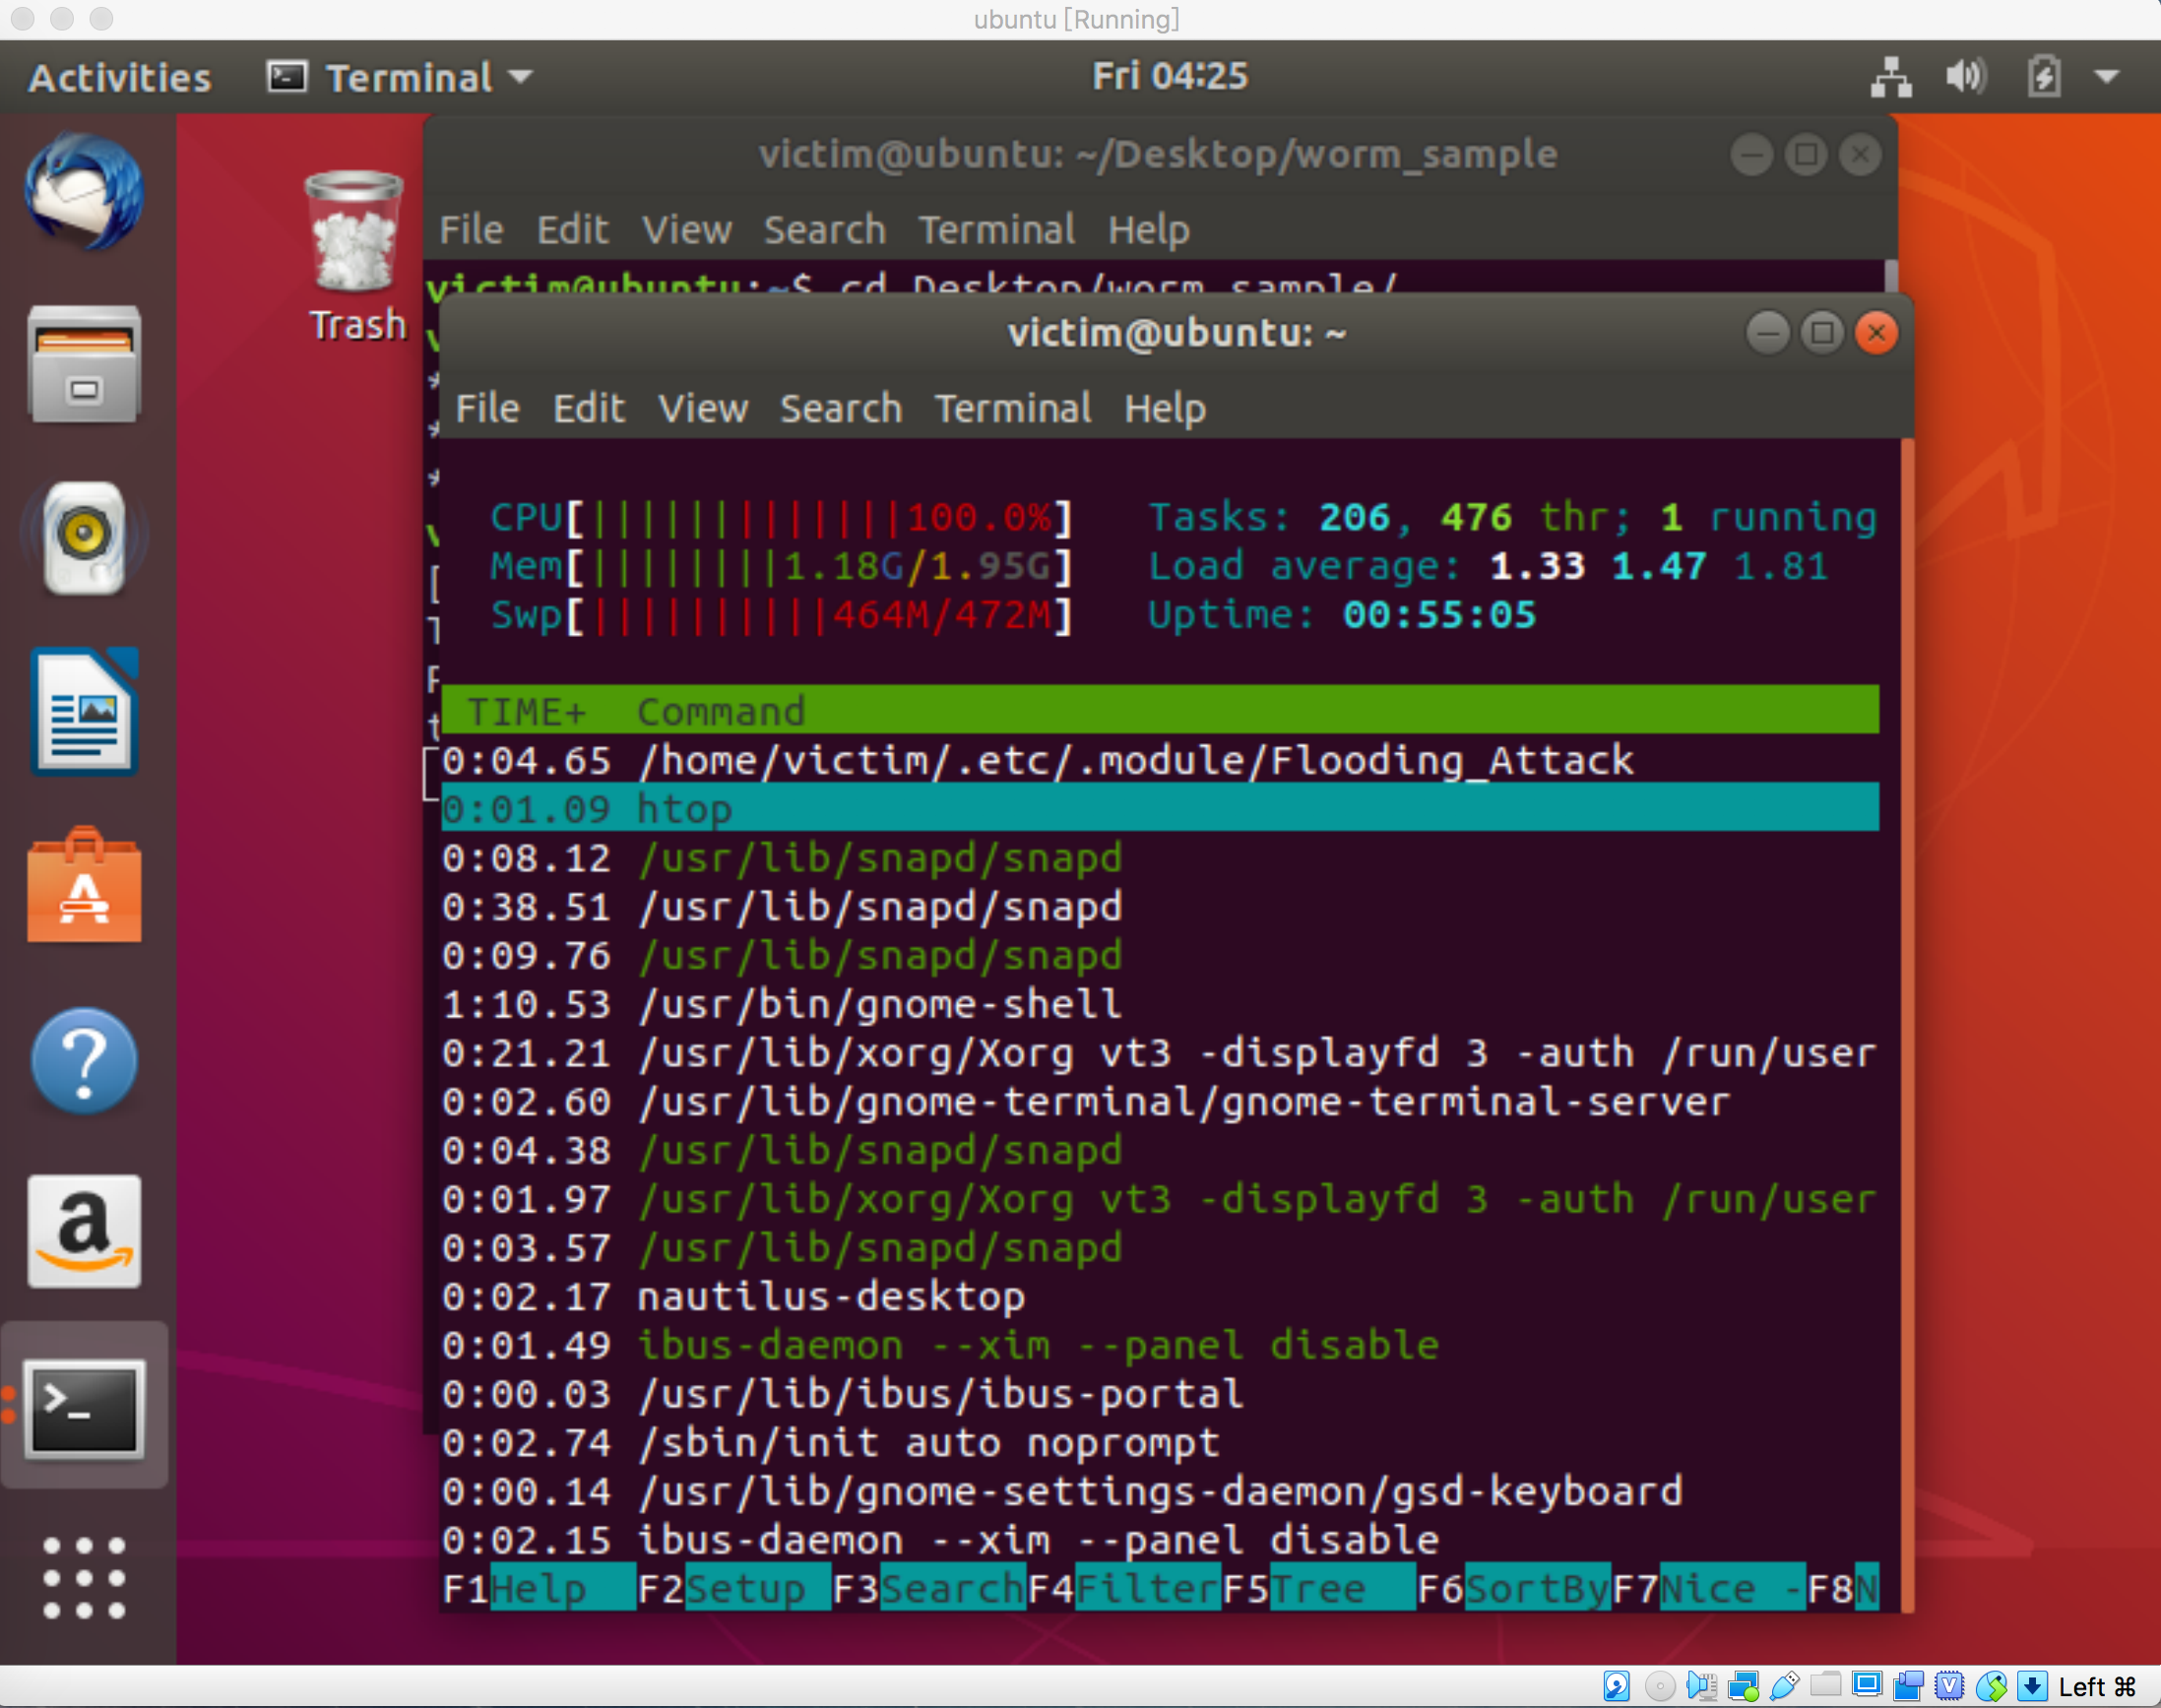 ubuntu [Running]
Activities Terminal Fri 04:25
Trash
victim@ubuntu: ~/Desktop/worm_sample
File Edit View Search Terminal Help
victim@ubuntu:~$ cd Desktop/worm_sample/
victim@ubuntu: ~
File Edit View Search Terminal Help
CPU[|||||||||||||100.0%] Tasks: 206, 476 thr; 1 running
Mem[||||||||1.18G/1.95G] Load average: 1.33 1.47 1.81
Swp[||||||||||464M/472M] Uptime: 00:55:05
TIME+ Command
0:04.65 /home/victim/.etc/.module/Flooding_Attack
0:01.09 htop
0:08.12 /usr/lib/snapd/snapd
0:38.51 /usr/lib/snapd/snapd
0:09.76 /usr/lib/snapd/snapd
1:10.53 /usr/bin/gnome-shell
0:21.21 /usr/lib/xorg/Xorg vt3 -displayfd 3 -auth /run/user
0:02.60 /usr/lib/gnome-terminal/gnome-terminal-server
0:04.38 /usr/lib/snapd/snapd
0:01.97 /usr/lib/xorg/Xorg vt3 -displayfd 3 -auth /run/user
0:03.57 /usr/lib/snapd/snapd
0:02.17 nautilus-desktop
0:01.49 ibus-daemon --xim --panel disable
0:00.03 /usr/lib/ibus/ibus-portal
0:02.74 /sbin/init auto noprompt
0:00.14 /usr/lib/gnome-settings-daemon/gsd-keyboard
0:02.15 ibus-daemon --xim --panel disable
F1Help F2Setup F3SearchF4FilterF5Tree F6SortByF7Nice -F8N
Left ⌘